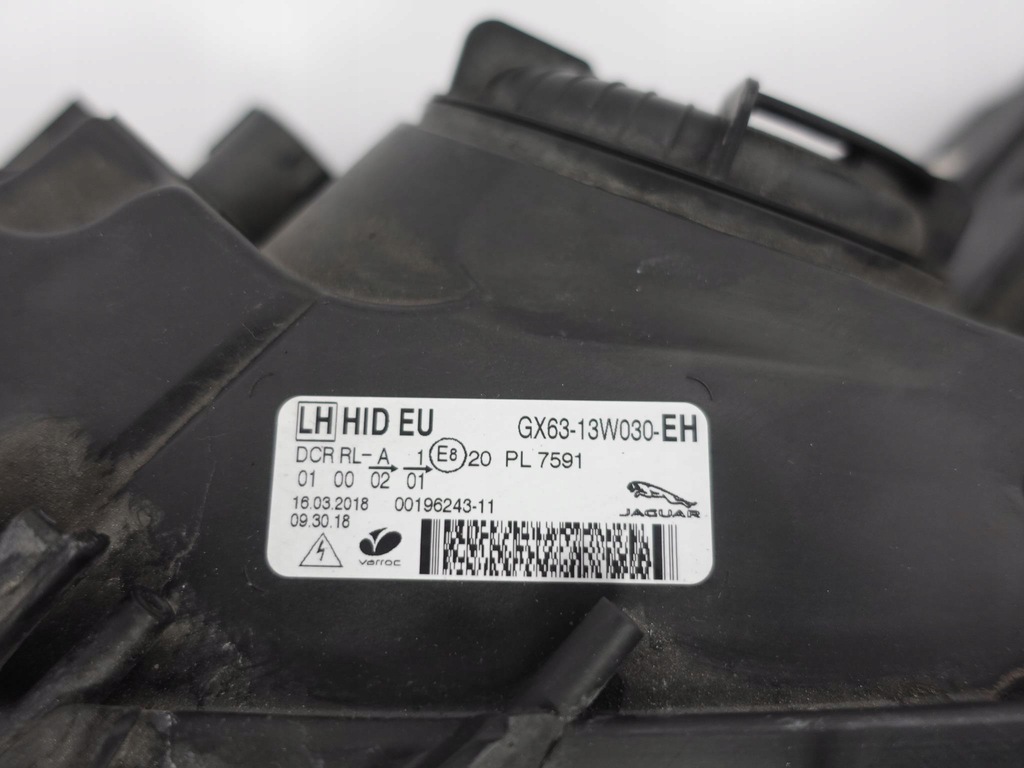 LH HID EU GX63-13W030-EH
DCR RL-A 1 E8 20 PL 7591
01 00 02 01
16.03.2018 00196243-11
09.30.18
JAGUAR
varroc